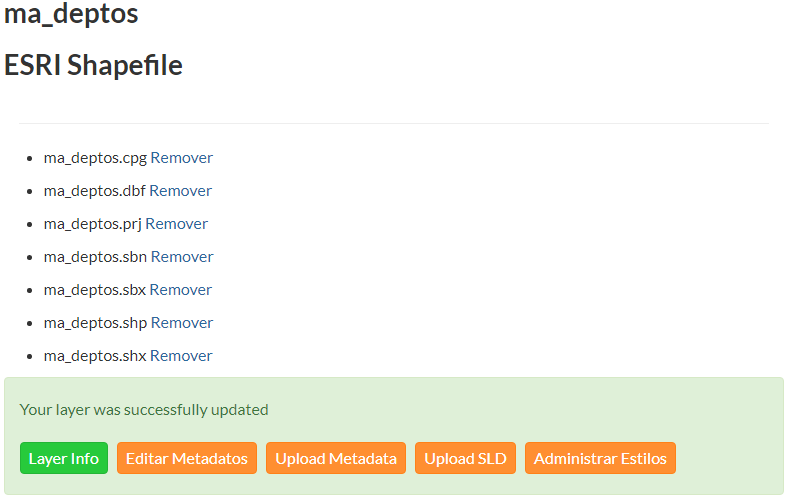 ma_deptos
ESRI Shapefile
ma_deptos.cpg Remover
ma_deptos.dbf Remover
ma_deptos.prj Remover
ma_deptos.sbn Remover
ma_deptos.sbx Remover
ma_deptos.shp Remover
ma_deptos.shx Remover
Your layer was successfully updated
Layer Info Editar Metadatos Upload Metadata Upload SLD Administrar Estilos